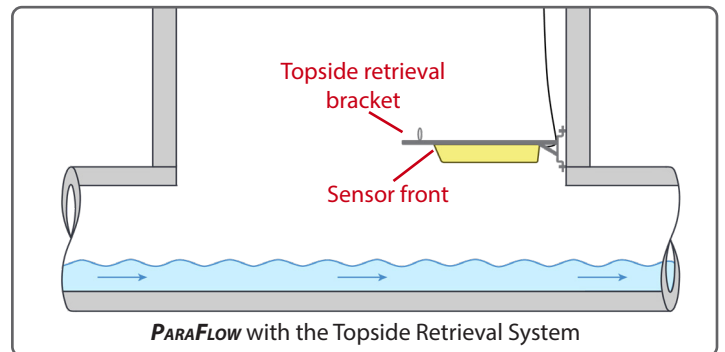 Topside retrieval
bracket
Sensor front
PARAFLOW with the Topside Retrieval System